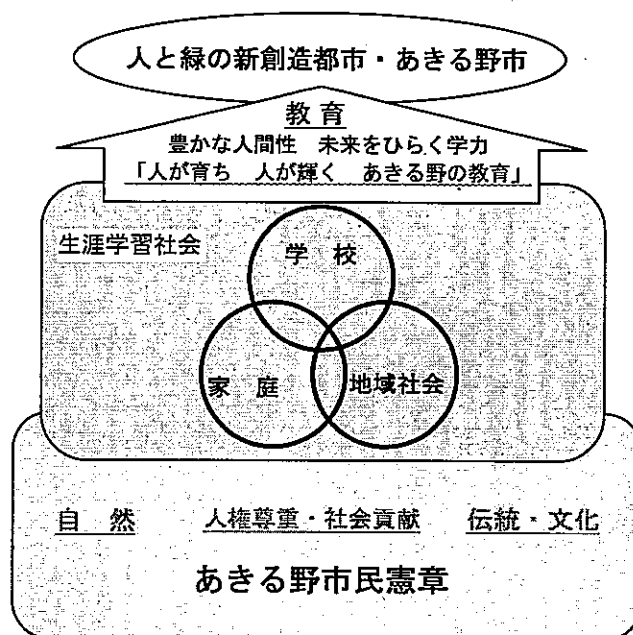 人と緑の新創造都市・あきる野市
教育
豊かな人間性　未来をひらく学力
「人が育ち　人が輝く　あきる野の教育」
生涯学習社会
学　校
家　庭
地域社会
自　然
人権尊重・社会貢献
伝統・文化
あきる野市民憲章